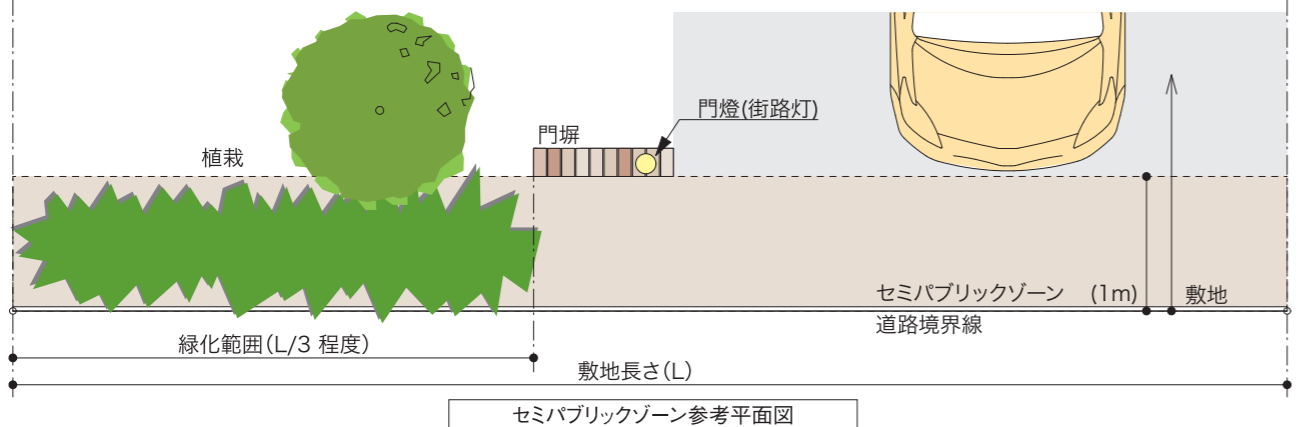 門燈(街路灯)
門塀
植栽
セミパブリックゾーン (1m) 敷地
道路境界線
緑化範囲(L/3 程度)
敷地長さ(L)
セミパブリックゾーン参考平面図